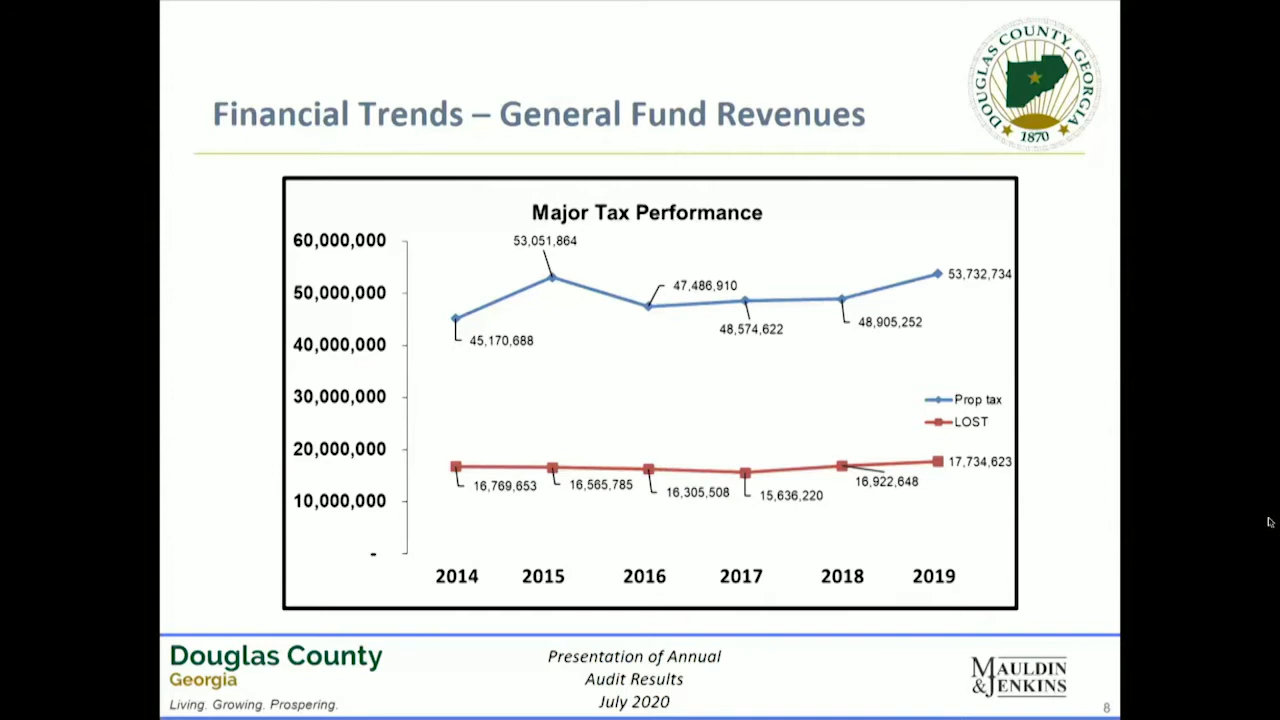 DOUGLAS COUNTY, GEORGIA
1870
Financial Trends – General Fund Revenues
Major Tax Performance
60,000,000
50,000,000
40,000,000
30,000,000
20,000,000
10,000,000
-
53,051,864
47,486,910
53,732,734
48,574,622
48,905,252
45,170,688
Prop tax
LOST
17,734,623
16,769,653
16,565,785
16,305,508
15,636,220
16,922,648
2014 2015 2016 2017 2018 2019
Douglas County
Georgia
Living. Growing. Prospering.
Presentation of Annual
Audit Results
July 2020
MAULDIN
&JENKINS
8